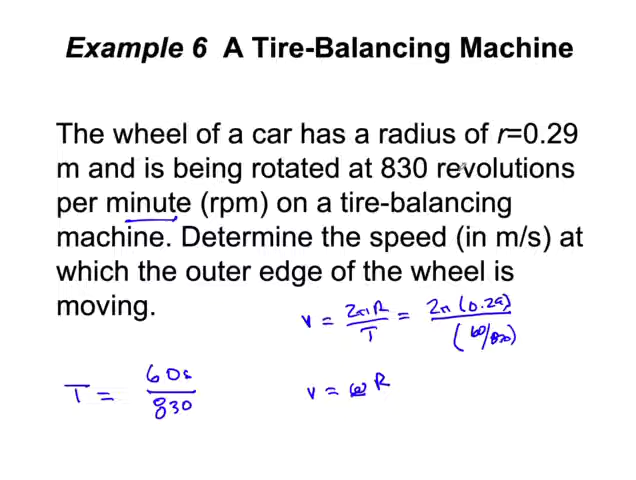 Example 6 A Tire-Balancing Machine
The wheel of a car has a radius of r=0.29
m and is being rotated at 830 revolutions
per minute (rpm) on a tire-balancing
machine. Determine the speed (in m/s) at
which the outer edge of the wheel is
moving.
v = 2πR/T = 2π(0.29)/(60/830)
T = 60s/830
v = ωR